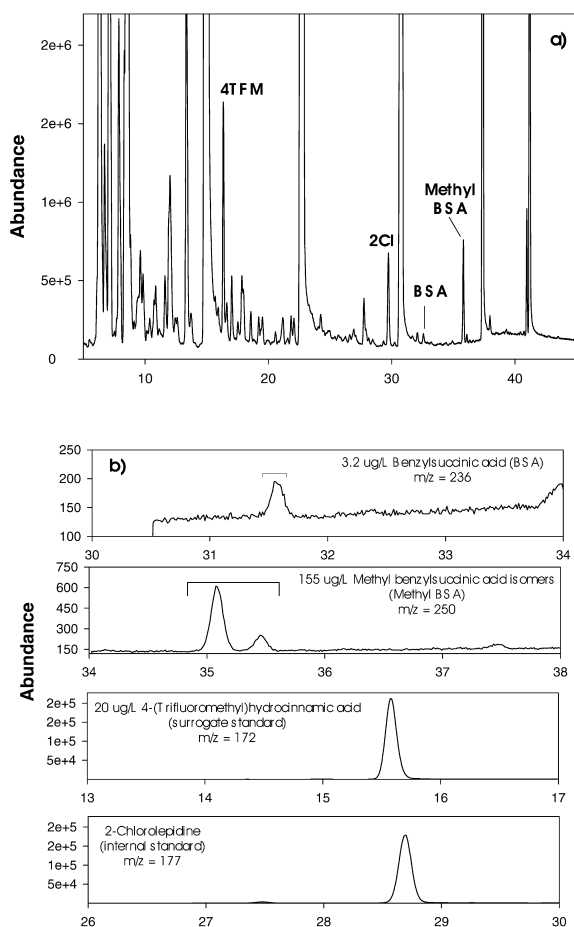 a)
2e+6
2e+6
1e+6
5e+5
0
Abundance
4TFM
2Cl
BSA
Methyl
BSA
10
20
30
40
b)
250
200
150
100
3.2 ug/L Benzylsuccinic acid (BSA)
m/z = 236
30
31
32
33
34
750
600
450
300
150
155 ug/L Methyl benzylsuccinic acid isomers
(Methyl BSA)
m/z = 250
34
35
36
37
38
Abundance
2e+5
2e+5
1e+5
5e+4
20 ug/L 4-(Trifluoromethyl)hydrocinnamic acid
(surrogate standard)
m/z = 172
13
14
15
16
17
2e+5
2e+5
1e+5
5e+4
2-Chlorolepidine
(internal standard)
m/z = 177
26
27
28
29
30